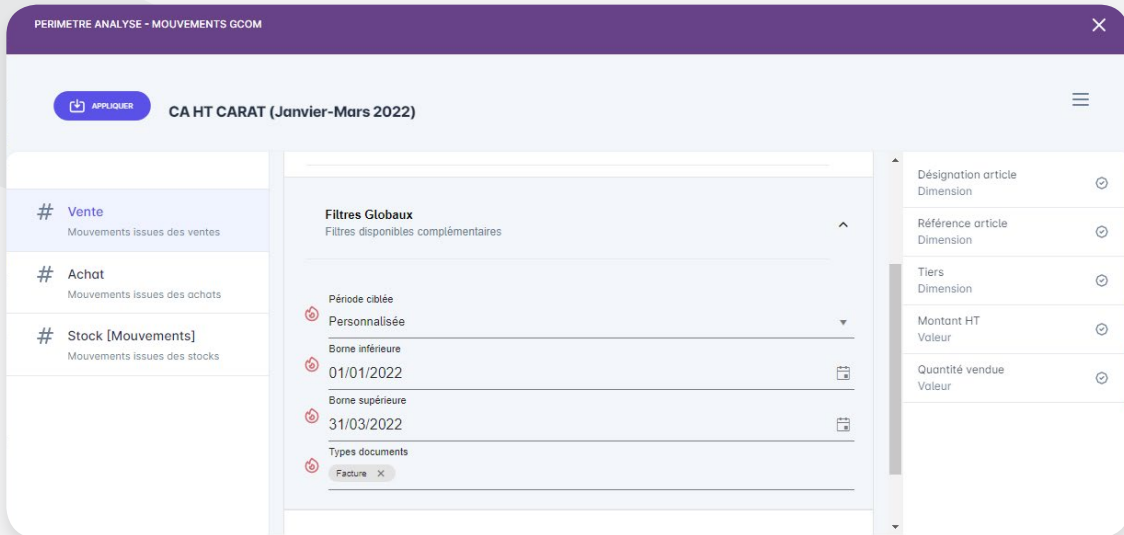 PERIMETRE ANALYSE - MOUVEMENTS GCOM
APPLIQUER
CA HT CARAT (Janvier-Mars 2022)
# Vente
Mouvements issues des ventes
# Achat
Mouvements issues des achats
# Stock [Mouvements]
Mouvements issues des stocks
Filtres Globaux
Filtres disponibles complèmentaires
Période ciblée
Personnalisée
Borne inférieure
01/01/2022
Borne supérieure
31/03/2022
Types documents
Facture
Désignation article
Dimension
Référence article
Dimension
Tiers
Dimension
Montant HT
Valeur
Quantité vendue
Valeur